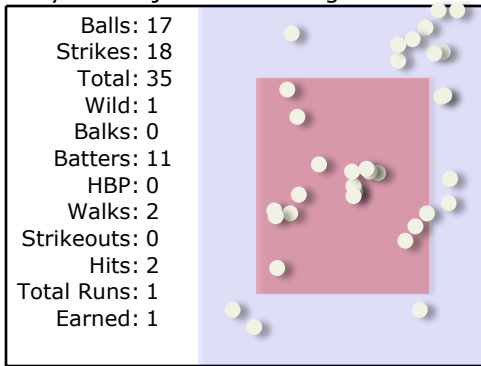 Balls: 17
Strikes: 18
Total: 35
Wild: 1
Balks: 0
Batters: 11
HBP: 0
Walks: 2
Strikeouts: 0
Hits: 2
Total Runs: 1
Earned: 1